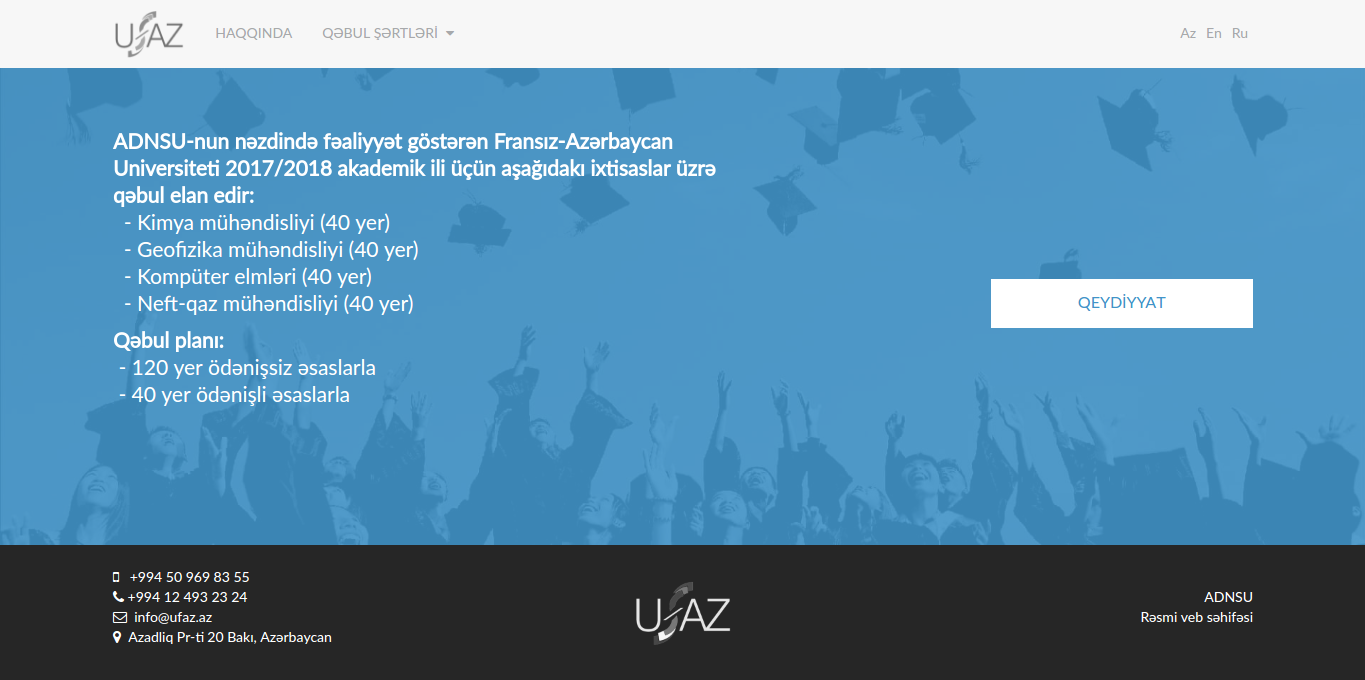 UFAZ
HAQQINDA
QƏBUL ŞƏRTLƏRİ
Az En Ru
ADNSU-nun nəzdində fəaliyyət göstərən Fransız-Azərbaycan
Universiteti 2017/2018 akademik ili üçün aşağıdakı ixtisaslar üzrə
qəbul elan edir:
- Kimya mühəndisliyi (40 yer)
- Geofizika mühəndisliyi (40 yer)
- Kompüter elmləri (40 yer)
- Neft-qaz mühəndisliyi (40 yer)
Qəbul planı:
- 120 yer ödənişsiz əsaslarla
- 40 yer ödənişli əsaslarla
QEYDİYYAT
+994 50 969 83 55
+994 12 493 23 24
info@ufaz.az
Azadliq Pr-ti 20 Bakı, Azərbaycan
UFAZ
ADNSU
Rəsmi veb səhifəsi